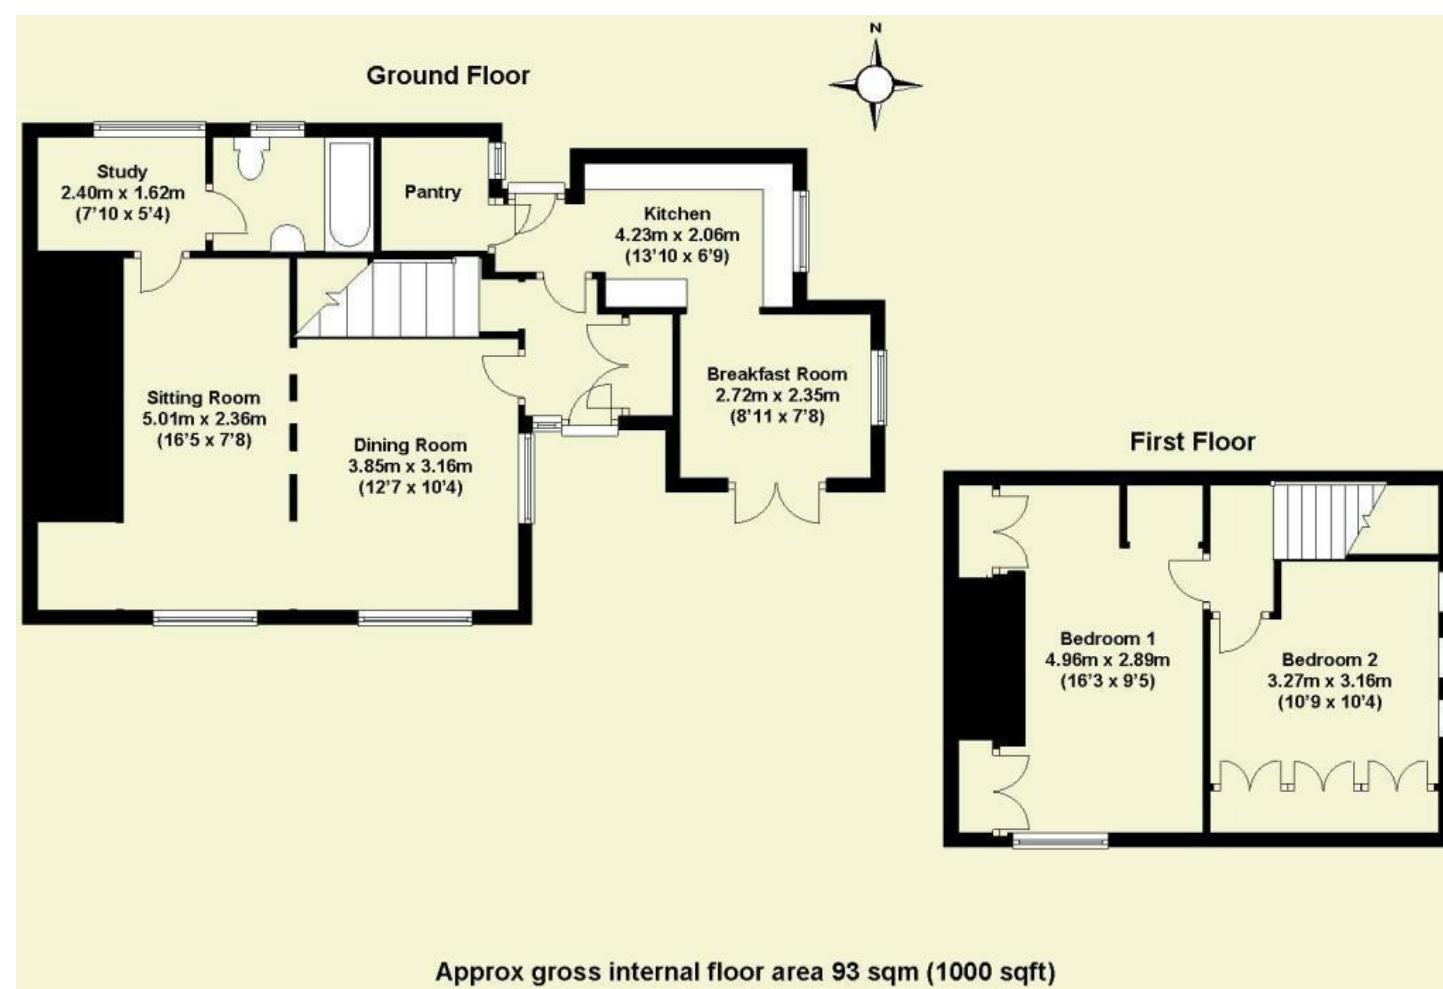 N
Ground Floor
Study
2.40m x 1.62m
(7'10 x 5'4)
Pantry
Kitchen
4.23m x 2.06m
(13'10 x 6'9)
Sitting Room
5.01m x 2.36m
(16'5 x 7'8)
Dining Room
3.85m x 3.16m
(12'7 x 10'4)
Breakfast Room
2.72m x 2.35m
(8'11 x 7'8)
First Floor
Bedroom 1
4.96m x 2.89m
(16'3 x 9'5)
Bedroom 2
3.27m x 3.16m
(10'9 x 10'4)
Approx gross internal floor area 93 sqm (1000 sqft)